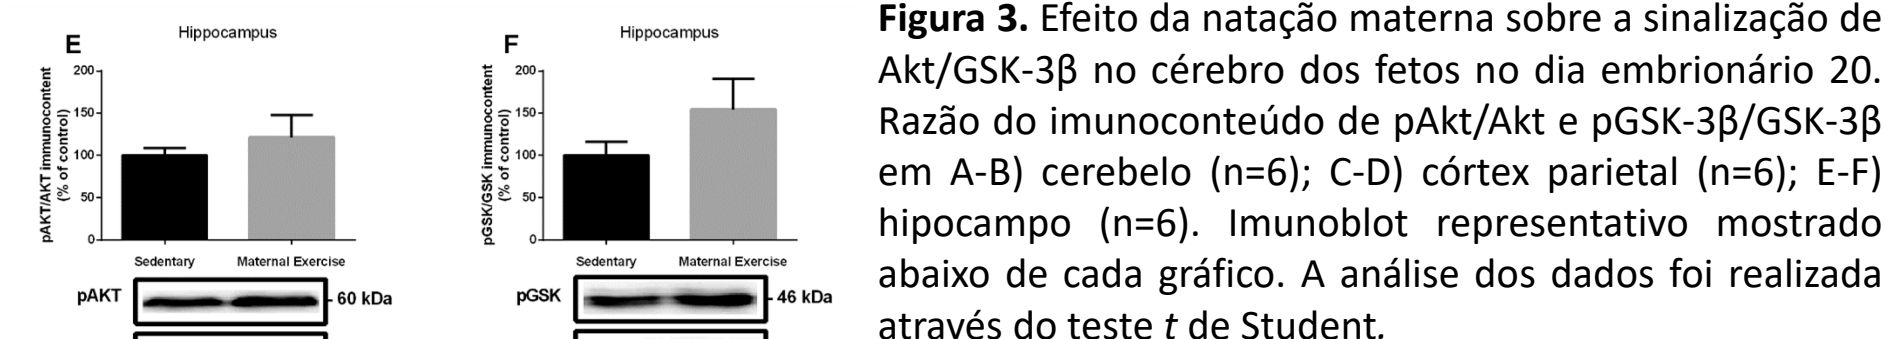 E
Hippocampus
pAKT/AKT immunocontent
(% of control)
200
150
100
50
0
Sedentary Maternal Exercise
pAKT
60 kDa
F
Hippocampus
pGSK/GSK immunocontent
(% of control)
200
150
100
50
0
Sedentary Maternal Exercise
pGSK
46 kDa
Figura 3. Efeito da natação materna sobre a sinalização de
Akt/GSK-3β no cérebro dos fetos no dia embrionário 20.
Razão do imunoconteúdo de pAkt/Akt e pGSK-3β/GSK-3β
em A-B) cerebelo (n=6); C-D) córtex parietal (n=6); E-F)
hipocampo (n=6). Imunoblot representativo mostrado
abaixo de cada gráfico. A análise dos dados foi realizada
através do teste t de Student.